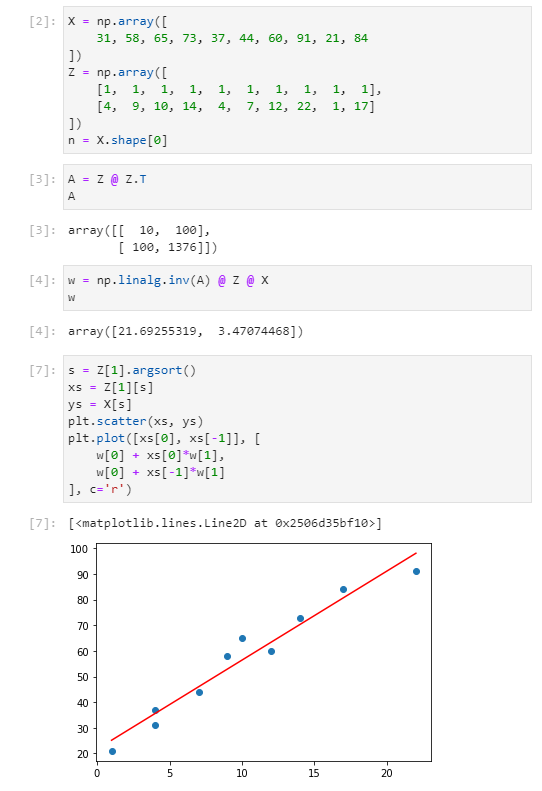 [2]: X = np.array([
    31, 58, 65, 73, 37, 44, 60, 91, 21, 84
])
Z = np.array([
    [1,  1,  1,  1,  1,  1,  1,  1,  1,  1],
    [4,  9, 10, 14,  4,  7, 12, 22,  1, 17]
])
n = X.shape[0]
[3]: A = Z @ Z.T
A
[3]: array([[  10,  100],
       [ 100, 1376]])
[4]: w = np.linalg.inv(A) @ Z @ X
w
[4]: array([21.69255319,  3.47074468])
[7]: s = Z[1].argsort()
xs = Z[1][s]
ys = X[s]
plt.scatter(xs, ys)
plt.plot([xs[0], xs[-1]], [
    w[0] + xs[0]*w[1],
    w[0] + xs[-1]*w[1]
], c='r')
[7]: [<matplotlib.lines.Line2D at 0x2506d35bf10>]
100
90
80
70
60
50
40
30
20
0 5 10 15 20